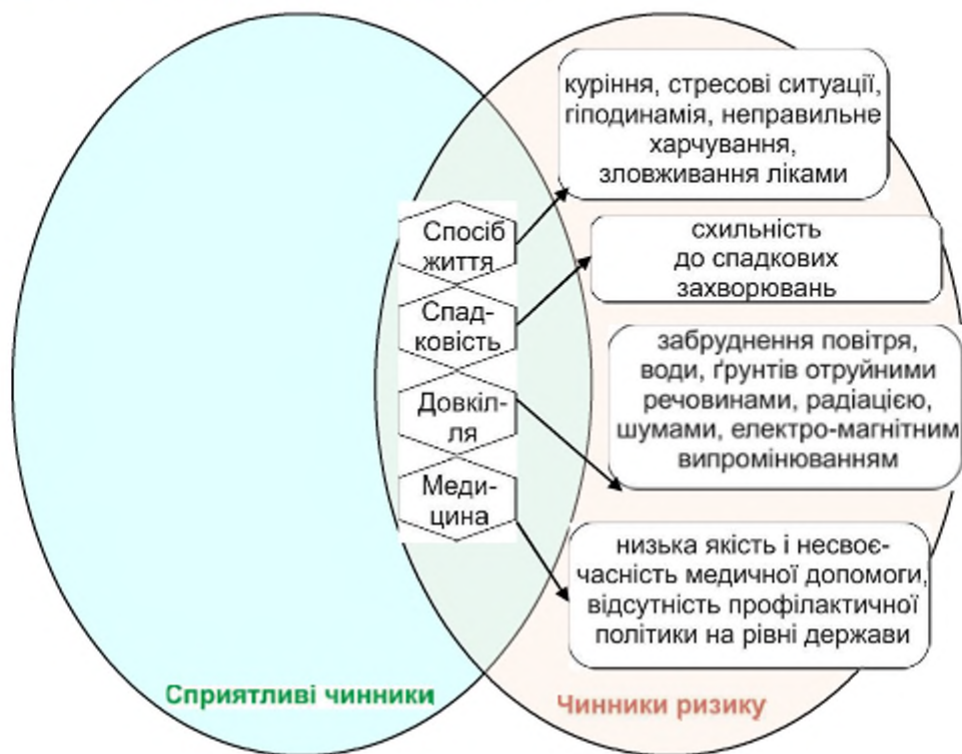 куріння, стресові ситуації,
гіподинамія, неправильне
харчування,
зловживання ліками
Спосіб
життя
схильність
до спадкових
захворювань
Спад-
ковість
забруднення повітря,
води, ґрунтів отруйними
речовинами, радіацією,
шумами, електро-магнітним
випромінюванням
Довкіл-
ля
Меди-
цина
низька якість і несвоє-
часність медичної допомоги,
відсутність профілактичної
політики на рівні держави
Сприятливі чинники
Чинники ризику